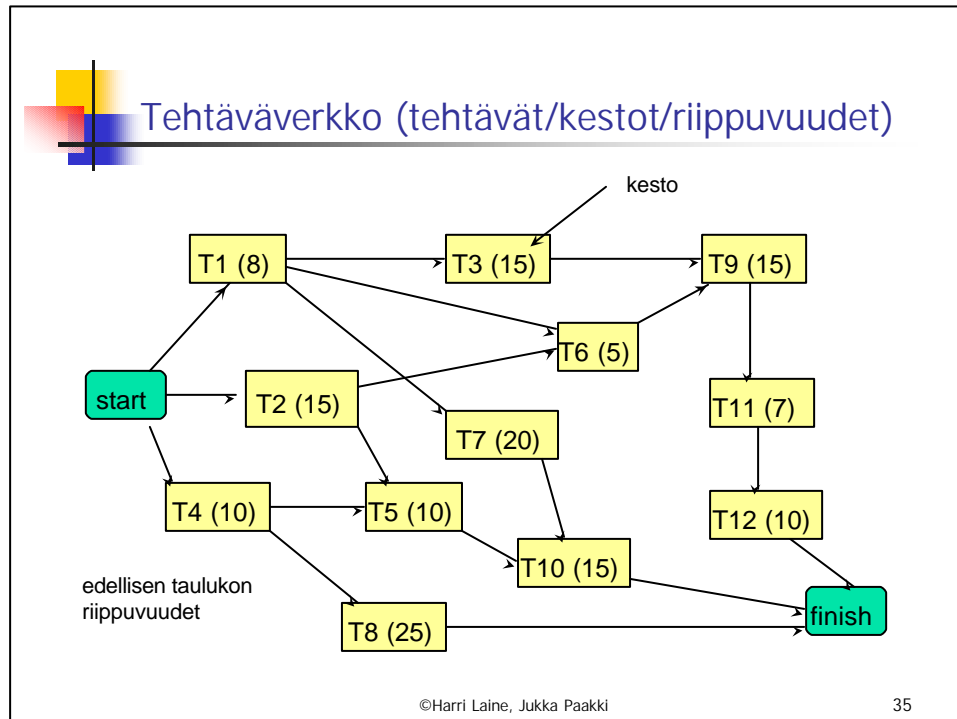 Tehtäväverkko (tehtävät/kestot/riippuvuudet)
kesto
T1 (8)
T3 (15)
T9 (15)
T6 (5)
start
T2 (15)
T11 (7)
T7 (20)
T4 (10)
T5 (10)
T12 (10)
T10 (15)
edellisen taulukon
riippuvuudet
T8 (25)
finish
©Harri Laine, Jukka Paakki
35